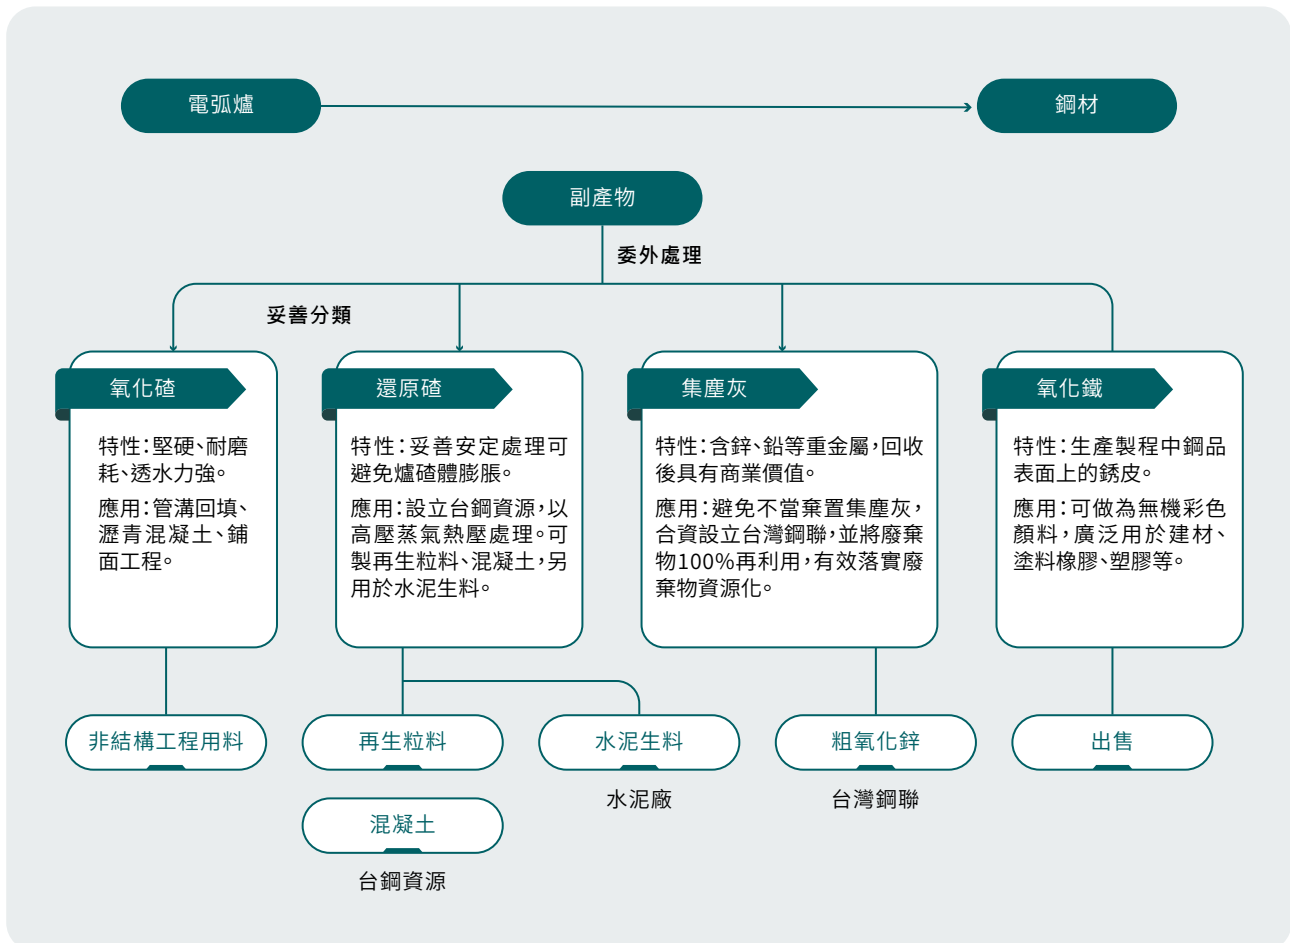 電弧爐
鋼材
副產物
委外處理
妥善分類
氧化碴
特性：堅硬、耐磨
耗、透水力強。
應用：管溝回填、
瀝青混凝土、鋪
面工程。
還原碴
特性：妥善安定處理可
避免爐碴體膨脹。
應用：設立台鋼資源，以
高壓蒸氣熱壓處理。可
製再生粒料、混凝土，另
用於水泥生料。
集塵灰
特性：含鋅、鉛等重金屬，回收
後具有商業價值。
應用：避免不當棄置集塵灰，
合資設立台灣鋼聯，並將廢棄
物100%再利用，有效落實廢
棄物資源化。
氧化鐵
特性：生產製程中鋼品
表面上的銹皮。
應用：可做為無機彩色
顏料，廣泛用於建材、
塗料橡膠、塑膠等。
非結構工程用料
再生粒料
水泥生料
粗氧化鋅
出售
水泥廠
台灣鋼聯
混凝土
台鋼資源